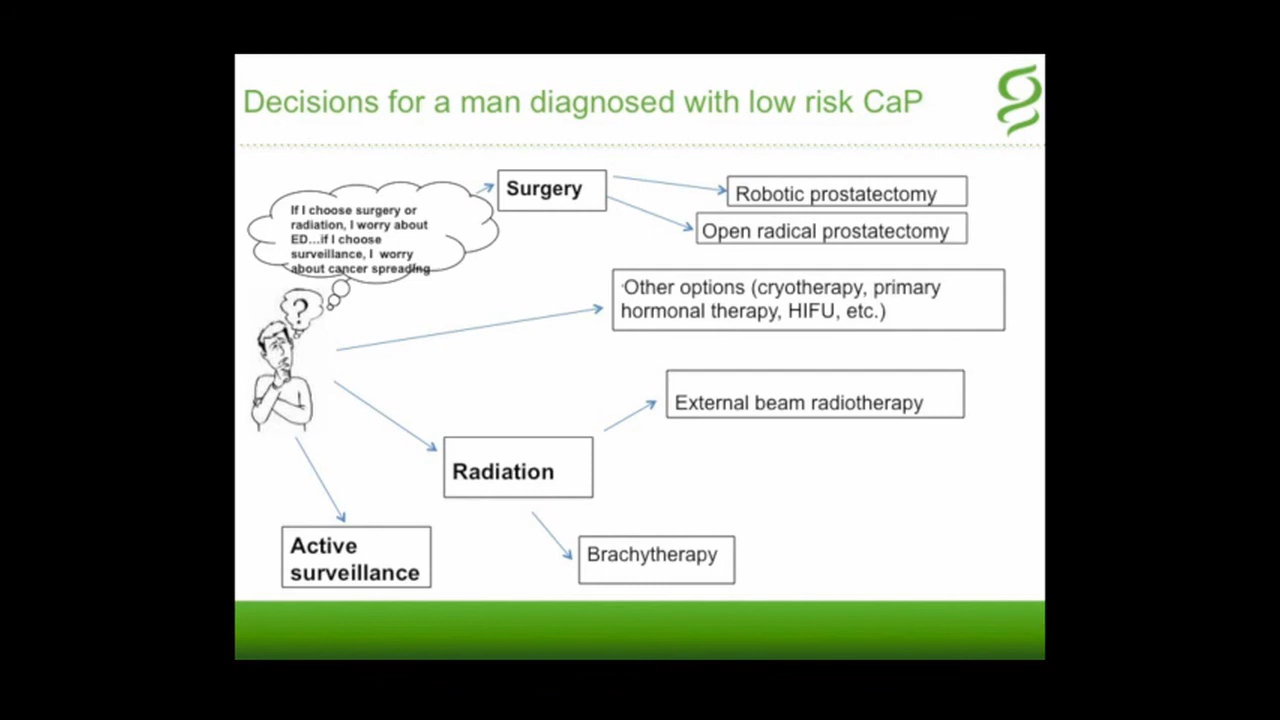 Decisions for a man diagnosed with low risk CaP
If I choose surgery or
radiation, I worry about
ED...if I choose
surveillance, I worry
about cancer spreading
?
Surgery
Robotic prostatectomy
Open radical prostatectomy
Other options (cryotherapy, primary
hormonal therapy, HIFU, etc.)
External beam radiotherapy
Radiation
Brachytherapy
Active
surveillance